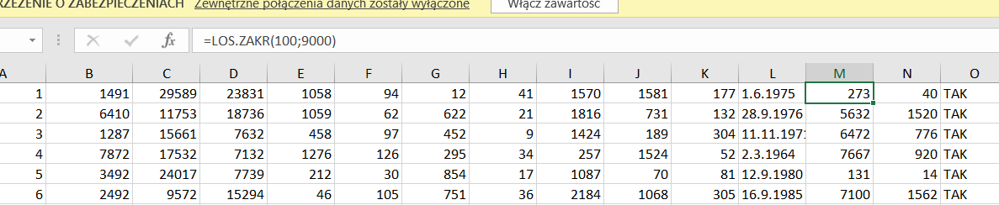 RZEŻENIE O ZABEZPIECZENIACH Zewnętrzne połączenia danych zostały wyłączone Włącz zawartość
fx =LOS.ZAKR(100;9000)
A B C D E F G H I J K L M N O
1 1491 29589 23831 1058 94 12 41 1570 1581 177 1.6.1975 273 40 TAK
2 6410 11753 18736 1059 62 622 21 1816 731 132 28.9.1976 5632 1520 TAK
3 1287 15661 7632 458 97 452 9 1424 189 304 11.11.1971 6472 776 TAK
4 7872 17532 7132 1276 126 295 34 257 1524 52 2.3.1964 7667 920 TAK
5 3492 24017 7739 212 30 854 17 1087 70 81 12.9.1980 131 14 TAK
6 2492 9572 15294 46 105 751 36 2184 1068 305 16.9.1985 7100 1562 TAK